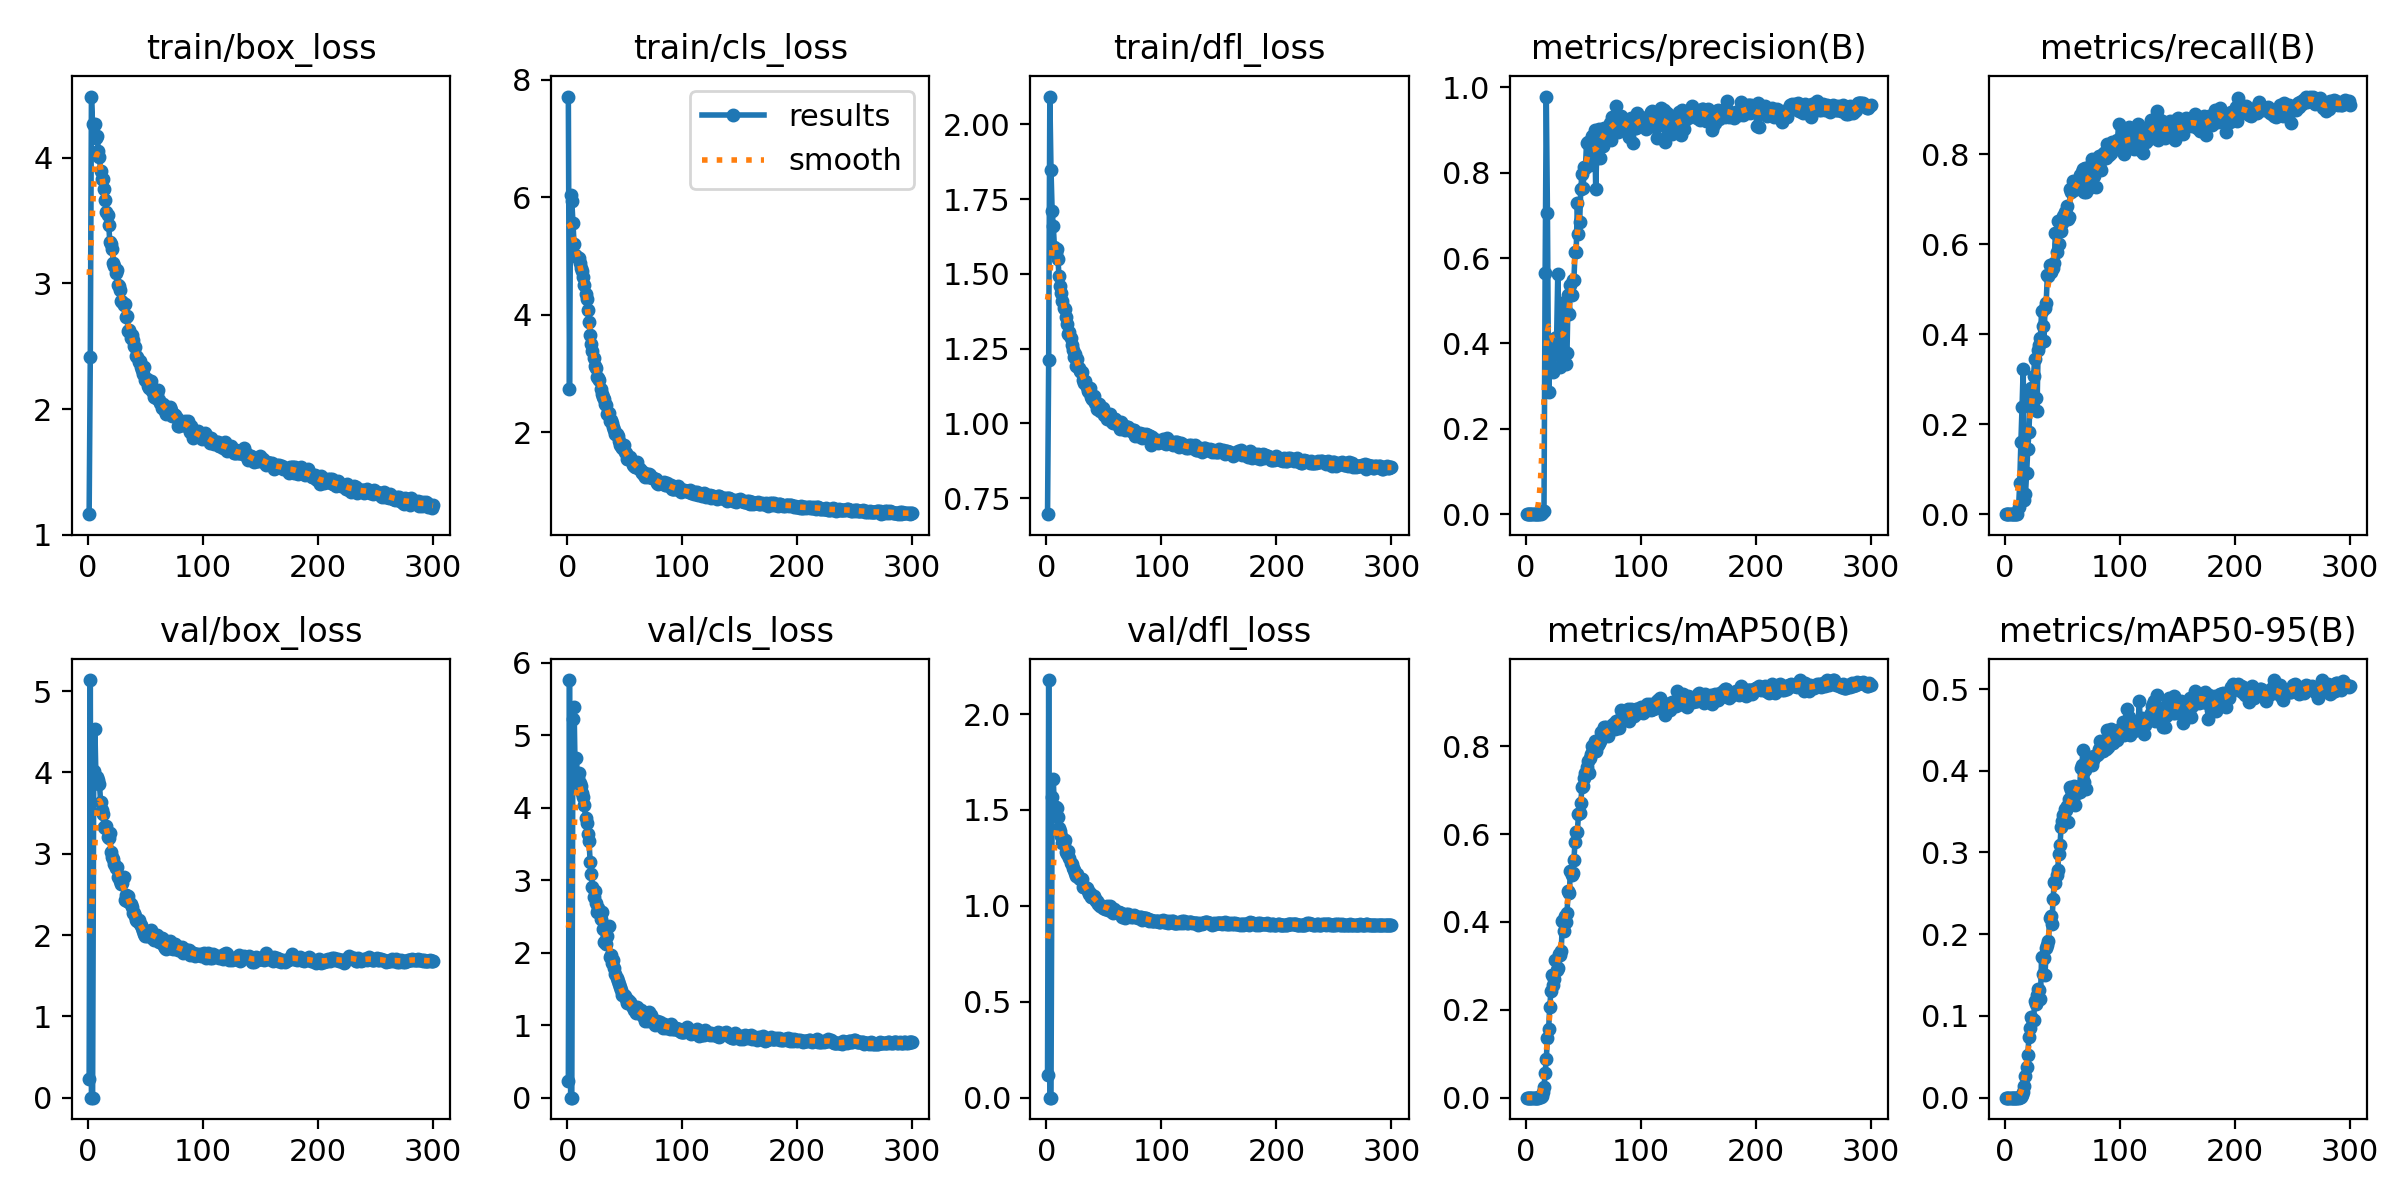 train/box_loss
train/cls_loss
train/dfl_loss
metrics/precision(B)
metrics/recall(B)
results
smooth
4
3
2
1
0 100 200 300
8
6
4
2
0 100 200 300
2.00
1.75
1.50
1.25
1.00
0.75
0 100 200 300
1.0
0.8
0.6
0.4
0.2
0.0
0 100 200 300
0.8
0.6
0.4
0.2
0.0
0 100 200 300
val/box_loss
val/cls_loss
val/dfl_loss
metrics/mAP50(B)
metrics/mAP50-95(B)
5
4
3
2
1
0
0 100 200 300
6
5
4
3
2
1
0
0 100 200 300
2.0
1.5
1.0
0.5
0.0
0 100 200 300
0.8
0.6
0.4
0.2
0.0
0 100 200 300
0.5
0.4
0.3
0.2
0.1
0.0
0 100 200 300